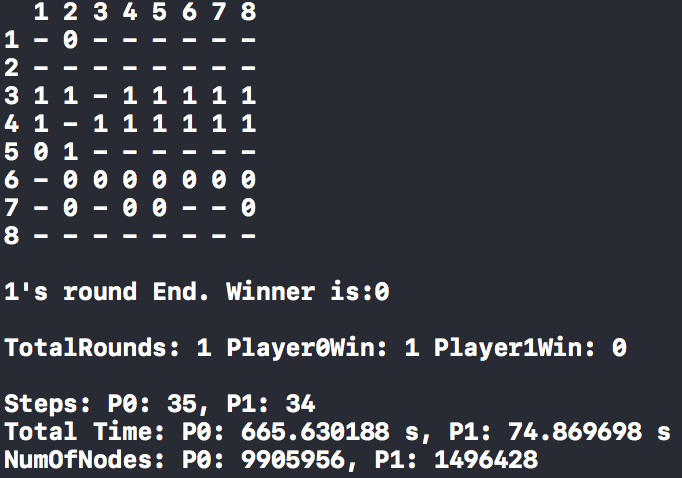 1 2 3 4 5 6 7 8
1 - 0 - - - - - -
2 - - - - - - - -
3 1 1 - 1 1 1 1 1
4 1 - 1 1 1 1 1 1
5 0 1 - - - - - -
6 - 0 0 0 0 0 0 0
7 - 0 - 0 0 - - 0
8 - - - - - - - -
1's round End. Winner is:0
TotalRounds: 1 Player0Win: 1 Player1Win: 0
Steps: P0: 35, P1: 34
Total Time: P0: 665.630188 s, P1: 74.869698 s
NumOfNodes: P0: 9905956, P1: 1496428